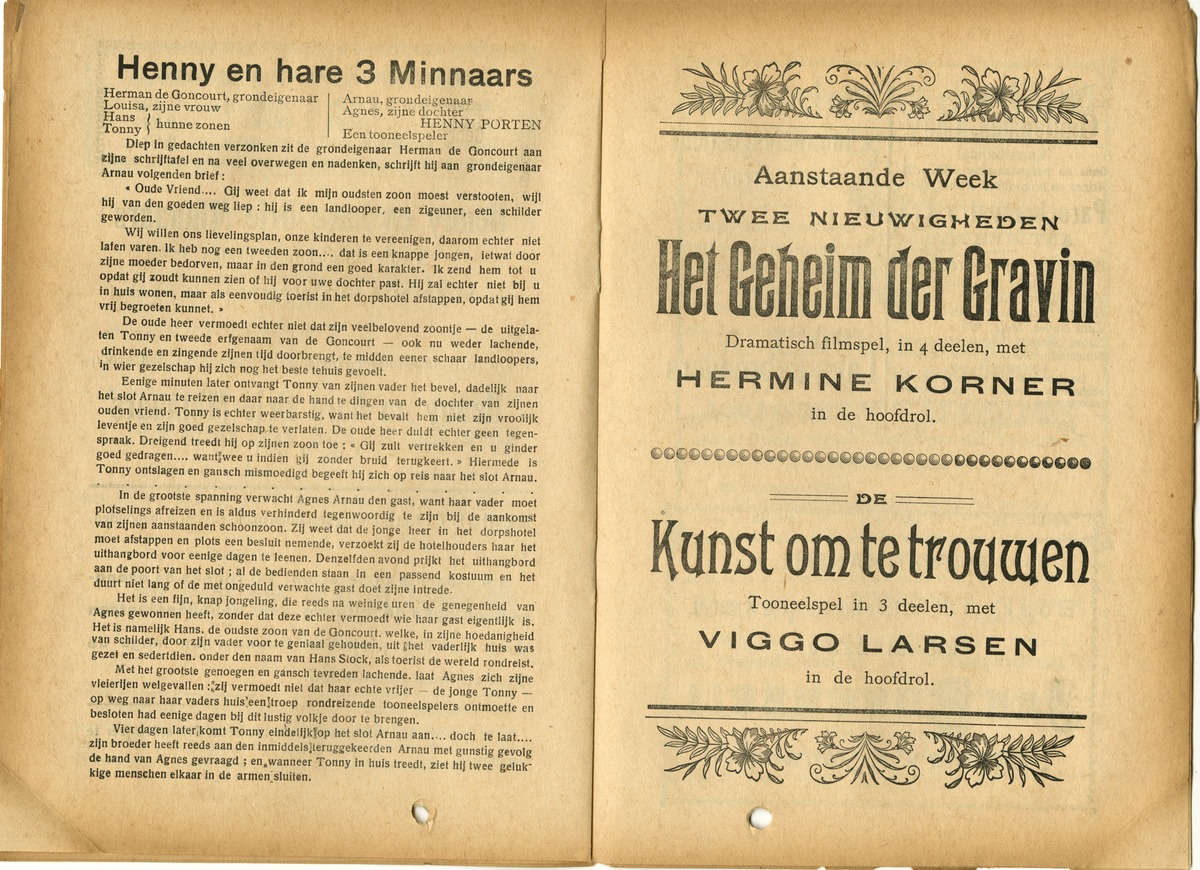 Henny en hare 3 Minnaars
Herman de Goncourt, grondeigenaar
Louisa, zijne vrouw
Hans } hunne zonen
Tonny
Arnau, grondeigenaar
Agnes, zijne dochter
HENNY PORTEN
Een tooneelspeler
Diep in gedachten verzonken zit de grondeigenaar Herman de Goncourt aan
zijne schrijftafel en na veel overwegen en nadenken, schrijft hij aan grondeigenaar
Arnau volgenden brief :
« Oude Vriend.... Gij weet dat ik mijn oudsten zoon moest verstooten, wijl
hij van den goeden weg liep : hij is een landlooper, een zigeuner, een schilder
geworden.
Wij willen ons lievelingsplan, onze kinderen te vereenigen, daarom echter niet
laten varen. Ik heb nog een tweeden zoon.... dat is een knappe jongen, ietwat door
zijne moeder bedorven, maar in den grond een goed karakter. Ik zend hem tot u
opdat gij zoudt kunnen zien of hij voor uwe dochter past. Hij zal echter niet bij u
in huis wonen, maar als eenvoudig toerist in het dorpshotel afstappen, opdat gij hem
vrij begroeten kunnet. »
De oude heer vermoedt echter niet dat zijn veelbelovend zoontje — de uitgela-
ten Tonny en tweede erfgenaam van de Goncourt — ook nu weder lachende,
drinkende en zingende zijnen tijd doorbrengt, te midden eener schaar landloopers,
in wier gezelschap hij zich nog het beste tehuis gevoelt.
Eenige minuten later ontvangt Tonny van zijnen vader het bevel, dadelijk naar
het slot Arnau te reizen en daar naar de hand te dingen van de dochter van zijnen
ouden vriend. Tonny is echter weerbarstig, want het bevalt hem niet zijn vroolijk
leventje en zijn goed gezelschap te verlaten. De oude heer duldt echter geen tegen-
spraak. Dreigend treedt hij op zijnen zoon toe : « Gij zult vertrekken en u ginder
goed gedragen.... want wee u indien gij zonder bruid terugkeert. » Hiermede is
Tonny ontslagen en gansch mismoedigd begeeft hij zich op reis naar het slot Arnau.
In de grootste spanning verwacht Agnes Arnau den gast, want haar vader moet
plotselings afreizen en is aldus verhinderd tegenwoordig te zijn bij de aankomst
van zijnen aanstaanden schoonzoon. Zij weet dat de jonge heer in het dorpshotel
moet afstappen en plots een besluit nemende, verzoekt zij de hotelhouders haar het
uithangbord voor eenige dagen te leenen. Denzelfden avond prijkt het uithangbord
aan de poort van het slot ; al de bedienden staan in een passend kostuum en het
duurt niet lang of de met ongeduld verwachte gast doet zijne intrede.
Het is een fijn, knap jongeling, die reeds na weinige uren de genegenheid van
Agnes gewonnen heeft, zonder dat deze echter vermoedt wie haar gast eigentlijk is.
Het is namelijk Hans, de oudste zoon van de Goncourt, welke, in zijne hoedanigheid
van schilder, door zijn vader voor te geniaal gehouden, uit het vaderlijk huis was
gezet en sedertdien. onder den naam van Hans Stock, als toerist de wereld rondreist.
Met het grootste genoegen en gansch tevreden lachende. laat Agnes zich zijne
vleierijen welgevallen : zij vermoedt niet dat haar echte vrijer — de jonge Tonny —
op weg naar haar vaders huis een troep rondreizende tooneelspelers ontmoette en
besloten had eenige dagen bij dit lustig volkje door te brengen.
Vier dagen later komt Tonny eindelijk op het slot Arnau aan.... doch te laat....
zijn broeder heeft reeds aan den inmiddels teruggekeerden Arnau met gunstig gevolg
de hand van Agnes gevraagd ; en wanneer Tonny in huis treedt, ziet hij twee geluk-
kige menschen elkaar in de armen sluiten.
Aanstaande Week
TWEE NIEUWIGHEDEN
Het Geheim der Gravin
Dramatisch filmspel, in 4 deelen, met
HERMINE KORNER
in de hoofdrol.
DE
Kunst om te trouwen
Tooneelspel in 3 deelen, met
VIGGO LARSEN
in de hoofdrol.